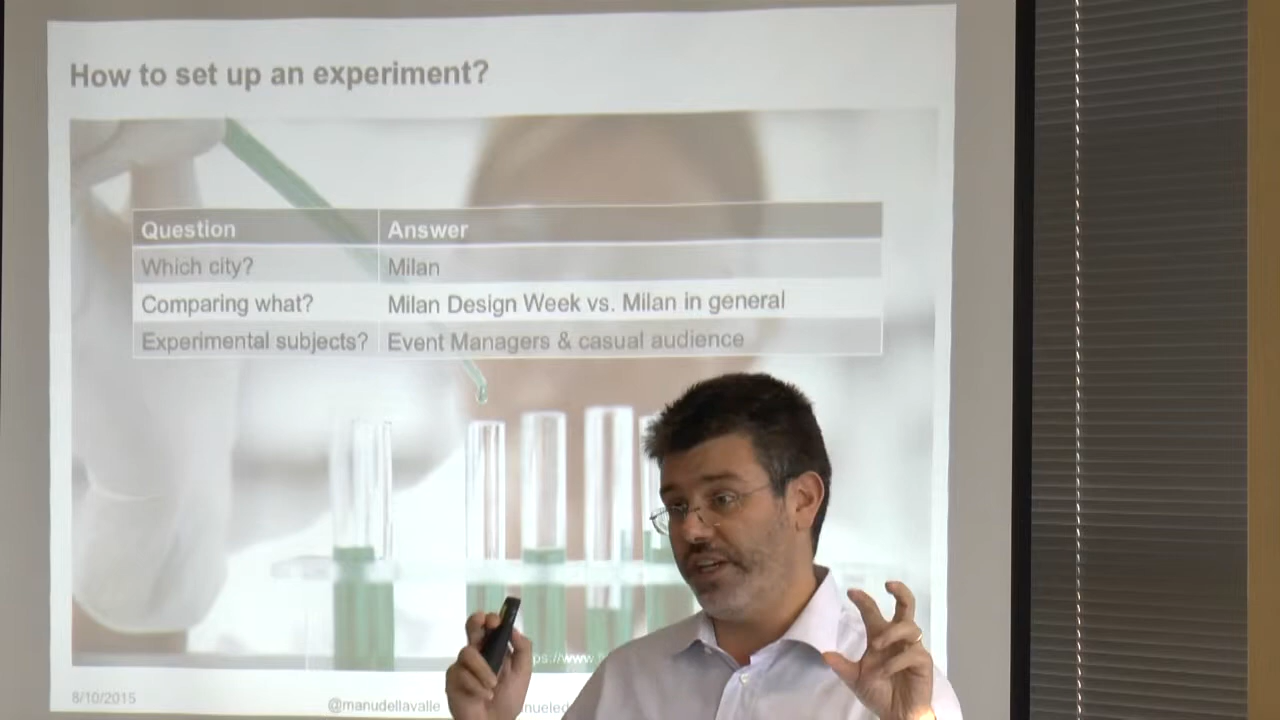 How to set up an experiment?
Question Answer
Which city? Milan
Comparing what? Milan Design Week vs. Milan in general
Experimental subjects? Event Managers & casual audience
8/10/2015 @manudellavalle